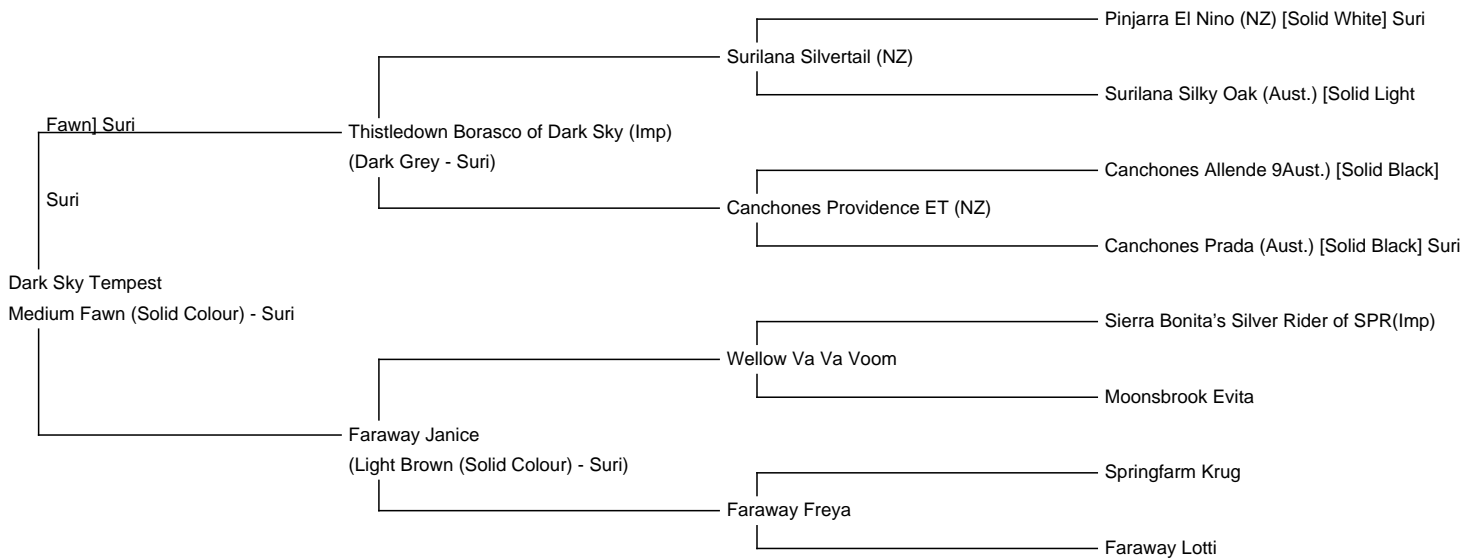 Pinjarra El Nino (NZ) [Solid White] Suri
Surilana Silvertail (NZ)
Surilana Silky Oak (Aust.) [Solid Light
Fawn] Suri
Thistledown Borasco of Dark Sky (Imp)
(Dark Grey - Suri)
Canchones Allende 9Aust.) [Solid Black]
Suri
Canchones Providence ET (NZ)
Canchones Prada (Aust.) [Solid Black] Suri
Dark Sky Tempest
Medium Fawn (Solid Colour) - Suri
Sierra Bonita's Silver Rider of SPR(Imp)
Wellow Va Va Voom
Moonsbrook Evita
Faraway Janice
(Light Brown (Solid Colour) - Suri)
Springfarm Krug
Faraway Freya
Faraway Lotti